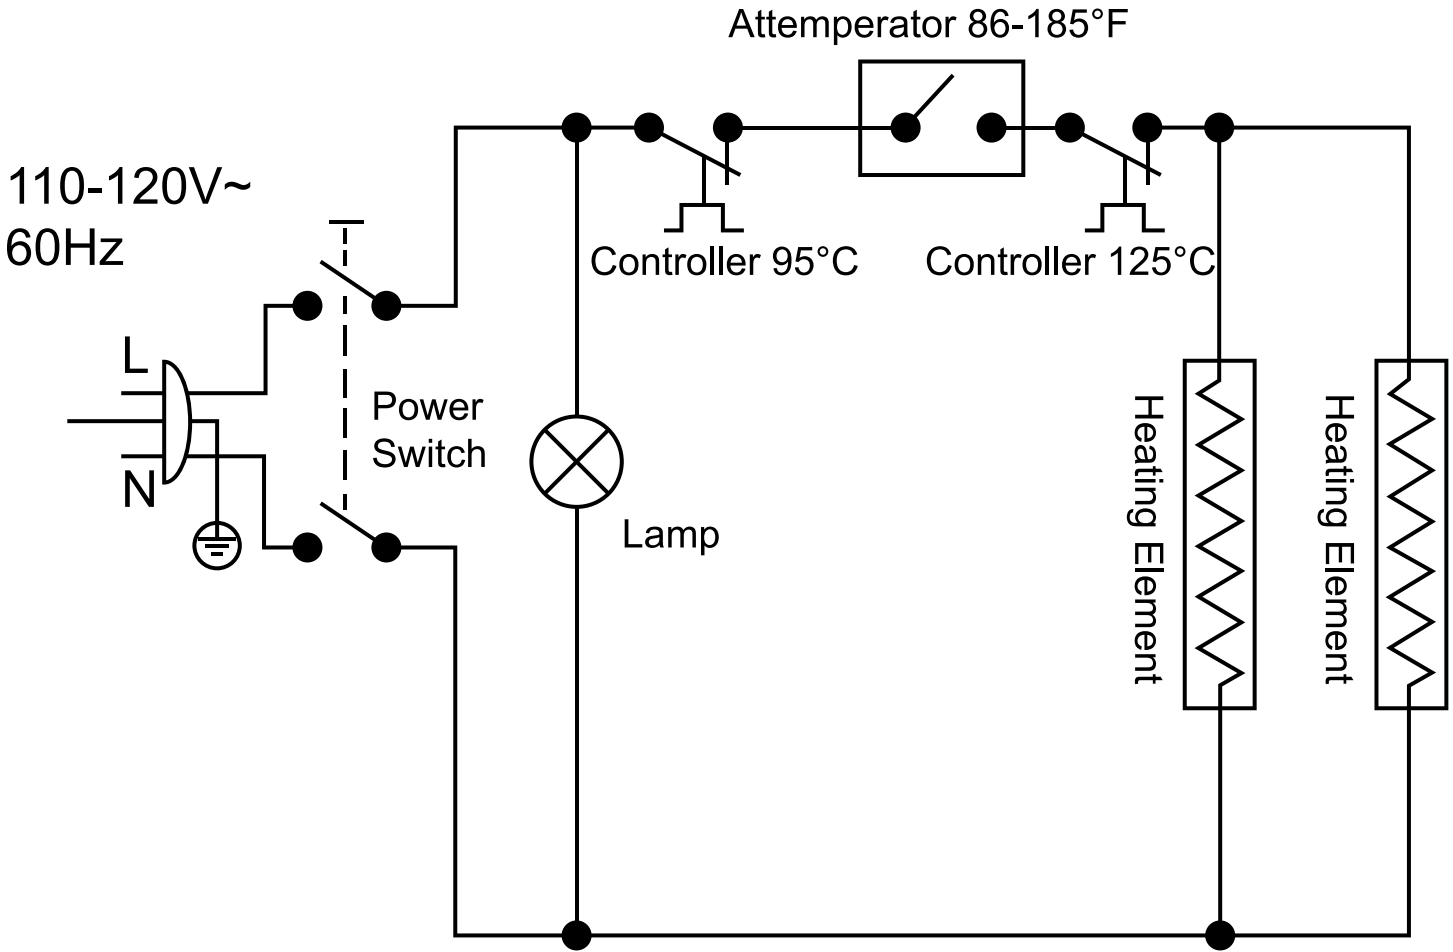 Attemperator 86-185°F
110-120V~
60Hz
Controller 95°C
Controller 125°C
L
N
Power
Switch
Lamp
Heating Element
Heating Element